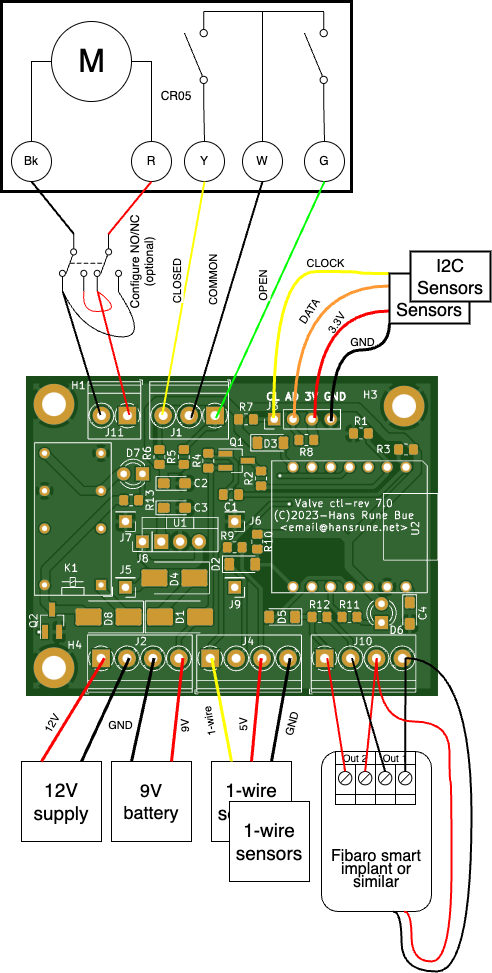 M
CR05
Bk
R
Y
W
G
Configure NO/NC
(optional)
CLOSED
COMMON
OPEN
CLOCK
DATA
3.3V
GND
I2C
Sensors
Sensors
H1
J11
J1
CL AD 3V GND
J3
H3
R7
D3
R8
R1
R3
Q1
D7
R6
R5
R4
R2
C2
C3
C1
R13
J7
U1
J6
J8
R9
R10
D2
Valve ctl-rev 7.0
(C)2023-Hans Rune Bue
<email@hansrune.net>
U2
K1
J5
D4
J9
Q2
D8
D1
D5
R12
R11
D6
C4
H4
J2
J4
J10
12V
GND
9V
1-wire
5V
GND
12V
supply
9V
battery
1-wire
1-wire
sensors
Out 2
Out 1
Fibaro smart
implant or
similar